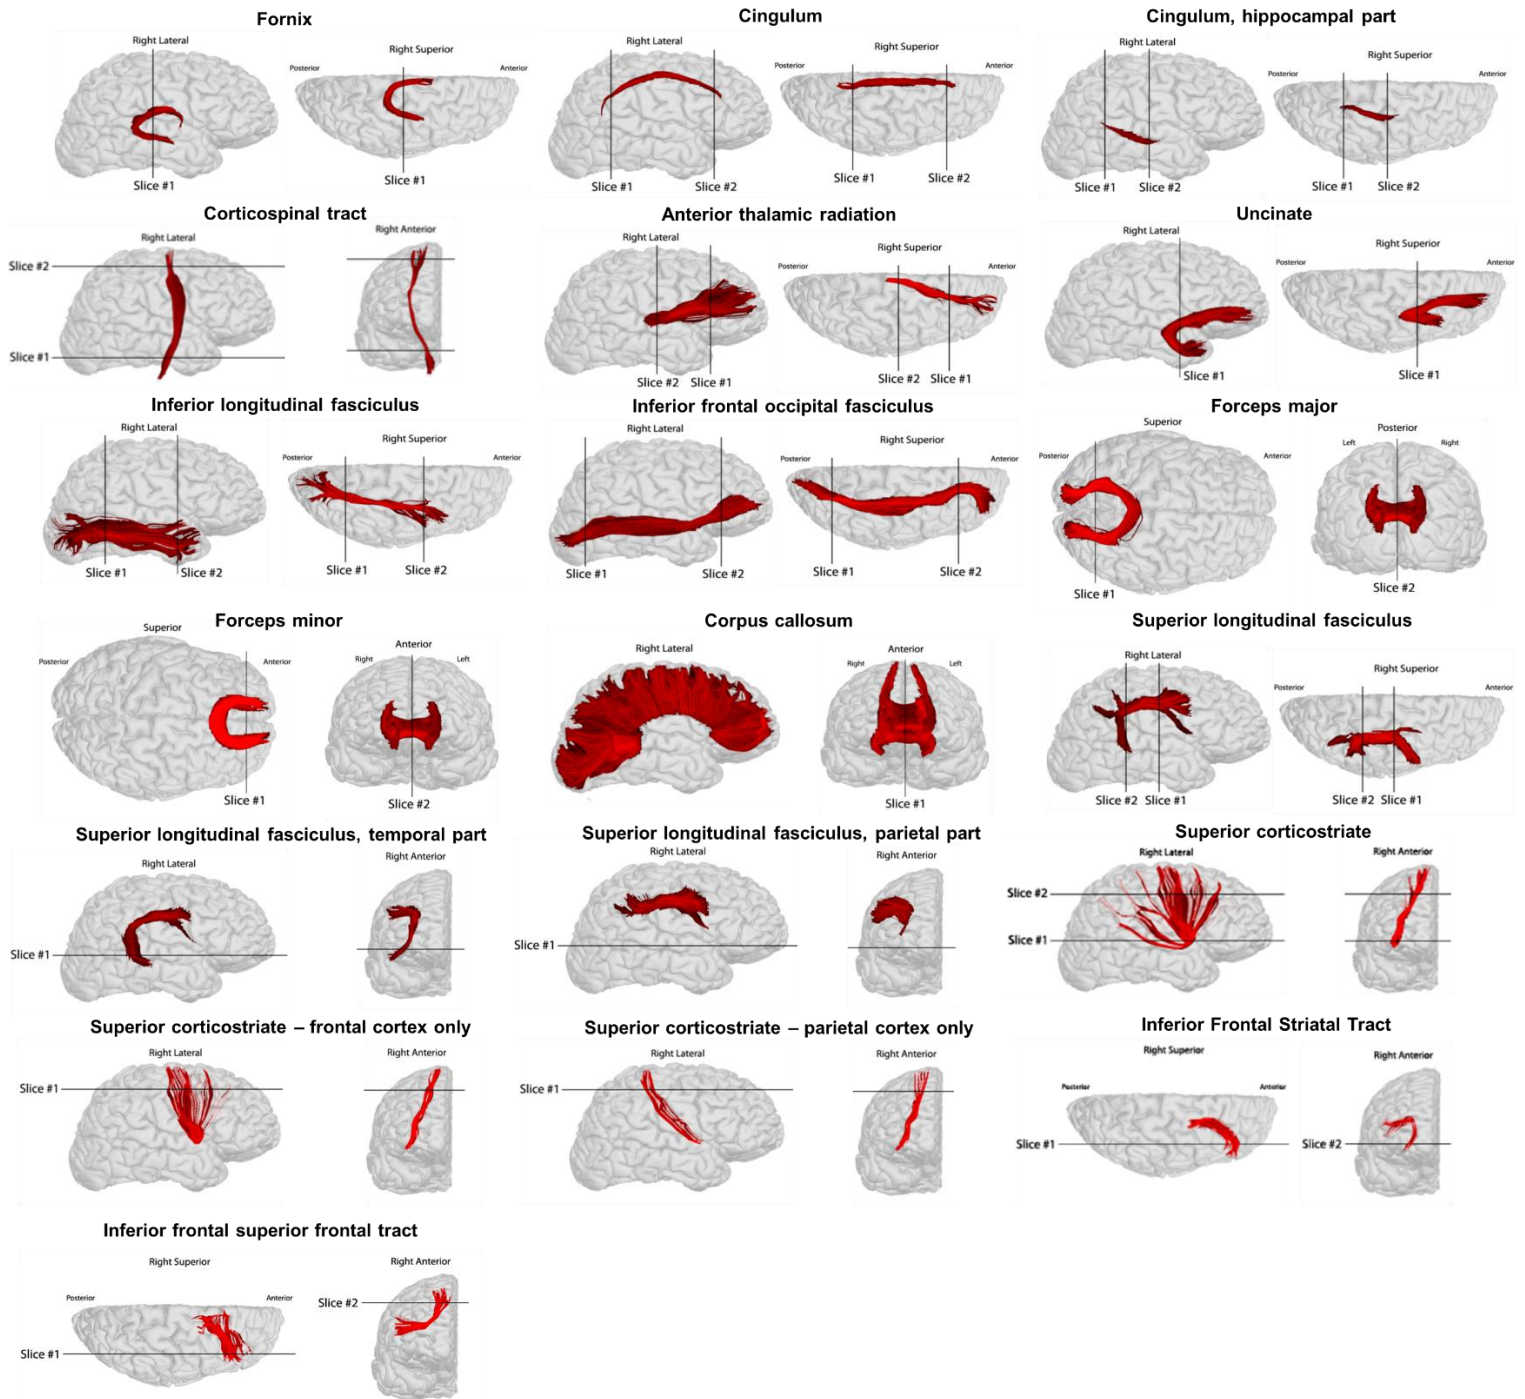 Fornix
Right Lateral
Right Superior
Posterior
Anterior
Slice #1
Slice #1
Cingulum
Right Lateral
Right Superior
Posterior
Anterior
Slice #1
Slice #2
Slice #1
Slice #2
Cingulum, hippocampal part
Right Lateral
Right Superior
Posterior
Anterior
Slice #1
Slice #2
Slice #1
Slice #2
Corticospinal tract
Right Lateral
Right Anterior
Slice #2
Slice #1
Anterior thalamic radiation
Right Lateral
Right Superior
Posterior
Anterior
Slice #2
Slice #1
Slice #2
Slice #1
Uncinate
Right Lateral
Right Superior
Posterior
Anterior
Slice #1
Slice #1
Inferior longitudinal fasciculus
Right Lateral
Right Superior
Posterior
Anterior
Slice #1
Slice #2
Slice #1
Slice #2
Inferior frontal occipital fasciculus
Right Lateral
Right Superior
Posterior
Anterior
Slice #1
Slice #2
Slice #1
Slice #2
Forceps major
Superior
Posterior
Anterior
Slice #1
Posterior
Left
Right
Slice #2
Forceps minor
Superior
Posterior
Anterior
Slice #1
Anterior
Right
Left
Slice #2
Corpus callosum
Right Lateral
Anterior
Right
Left
Slice #1
Superior longitudinal fasciculus
Right Lateral
Right Superior
Posterior
Anterior
Slice #2
Slice #1
Slice #2
Slice #1
Superior longitudinal fasciculus, temporal part
Right Lateral
Right Anterior
Slice #1
Superior longitudinal fasciculus, parietal part
Right Lateral
Right Anterior
Slice #1
Superior corticostriate
Right Lateral
Right Anterior
Slice #2
Slice #1
Superior corticostriate – frontal cortex only
Right Lateral
Right Anterior
Slice #1
Superior corticostriate – parietal cortex only
Right Lateral
Right Anterior
Slice #1
Inferior Frontal Striatal Tract
Right Superior
Right Anterior
Posterior
Anterior
Slice #1
Slice #2
Inferior frontal superior frontal tract
Right Superior
Right Anterior
Posterior
Anterior
Slice #2
Slice #1